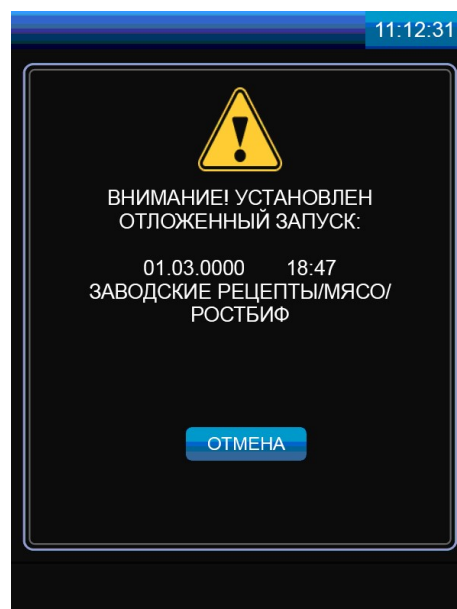 11:12:31
ВНИМАНИЕ! УСТАНОВЛЕН
ОТЛОЖЕННЫЙ ЗАПУСК:
01.03.0000 18:47
ЗАВОДСКИЕ РЕЦЕПТЫ/МЯСО/
РОСТБИФ
ОТМЕНА